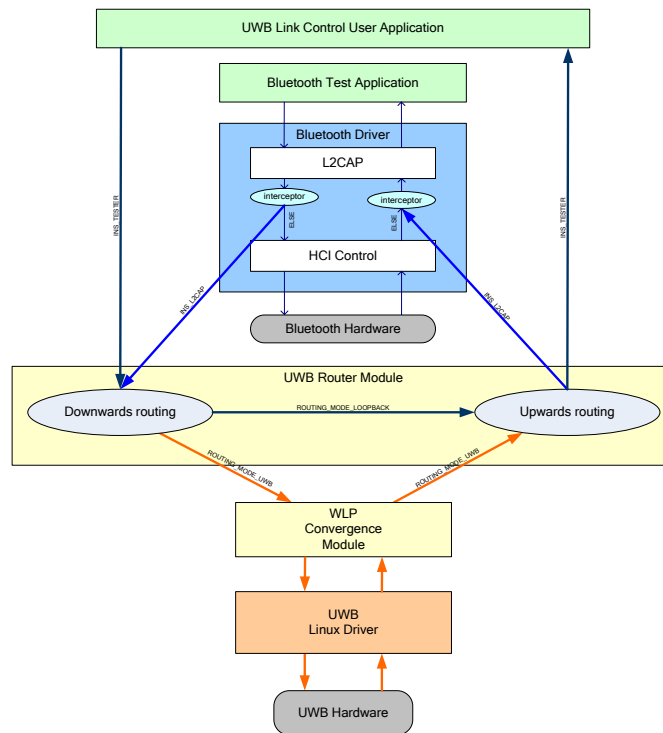 UWB Link Control User Application
Bluetooth Test Application
Bluetooth Driver
L2CAP
interceptor
interceptor
INS_TESTER
ELSE
ELSE
INS_TESTER
HCI Control
INS_L2CAP
INS_L2CAP
Bluetooth Hardware
UWB Router Module
Downwards routing
ROUTING_MODE_LOOPBACK
Upwards routing
ROUTING_MODE_UWB
ROUTING_MODE_UWB
WLP
Convergence
Module
UWB
Linux Driver
UWB Hardware